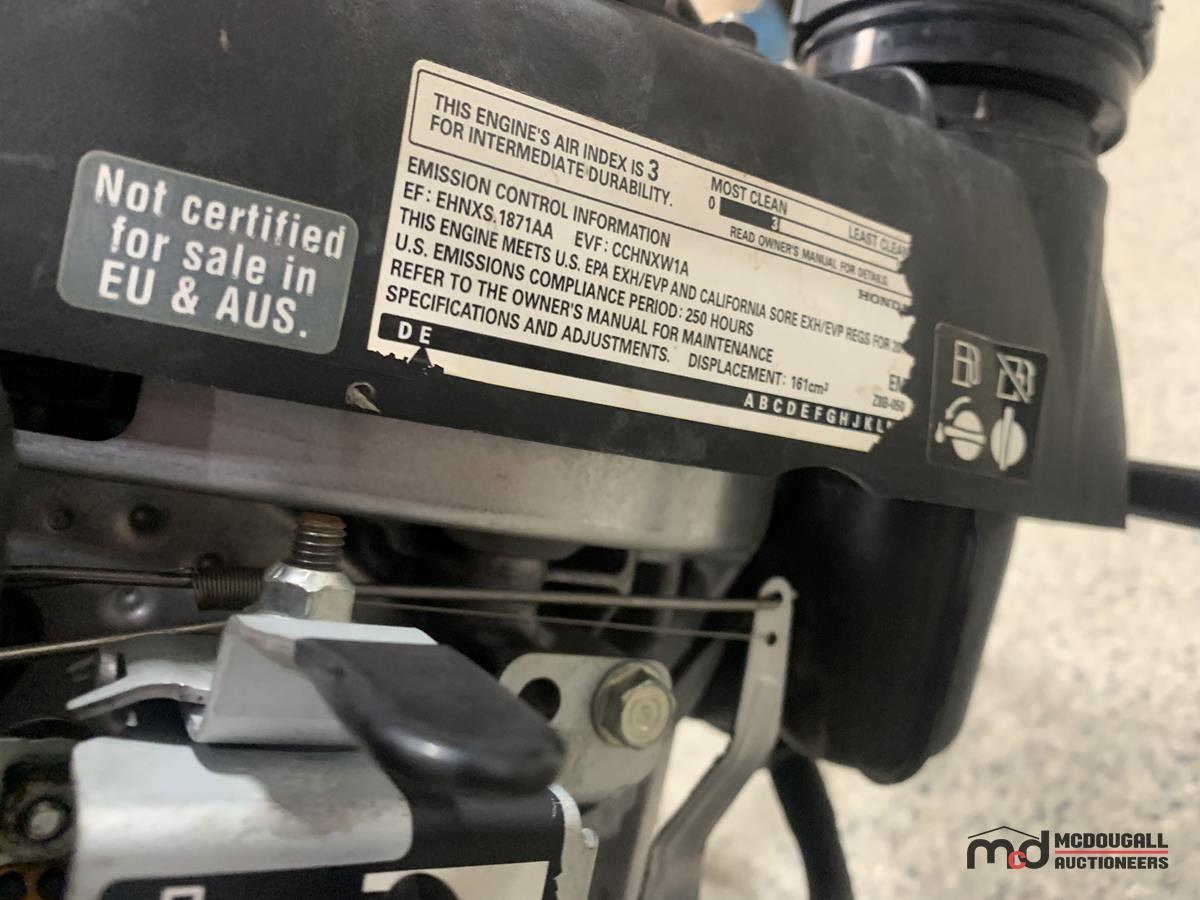 Not certified
for sale in
EU & AUS.
THIS ENGINE'S AIR INDEX IS 3
FOR INTERMEDIATE DURABILITY.
MOST CLEAN
0
3
LEAST CLEAN
READ OWNER'S MANUAL FOR DETAILS.
EMISSION CONTROL INFORMATION
EF: EHNXS.1871AA EVF: CCHNXW1A
THIS ENGINE MEETS U.S. EPA EXH/EVP AND CALIFORNIA SORE EXH/EVP REGS FOR
U.S. EMISSIONS COMPLIANCE PERIOD: 250 HOURS
REFER TO THE OWNER'S MANUAL FOR MAINTENANCE
SPECIFICATIONS AND ADJUSTMENTS. DISPLACEMENT: 161cm³
Z8B-050
D E
A B C D E F G H J K L
MCD MCDOUGALL
AUCTIONEERS